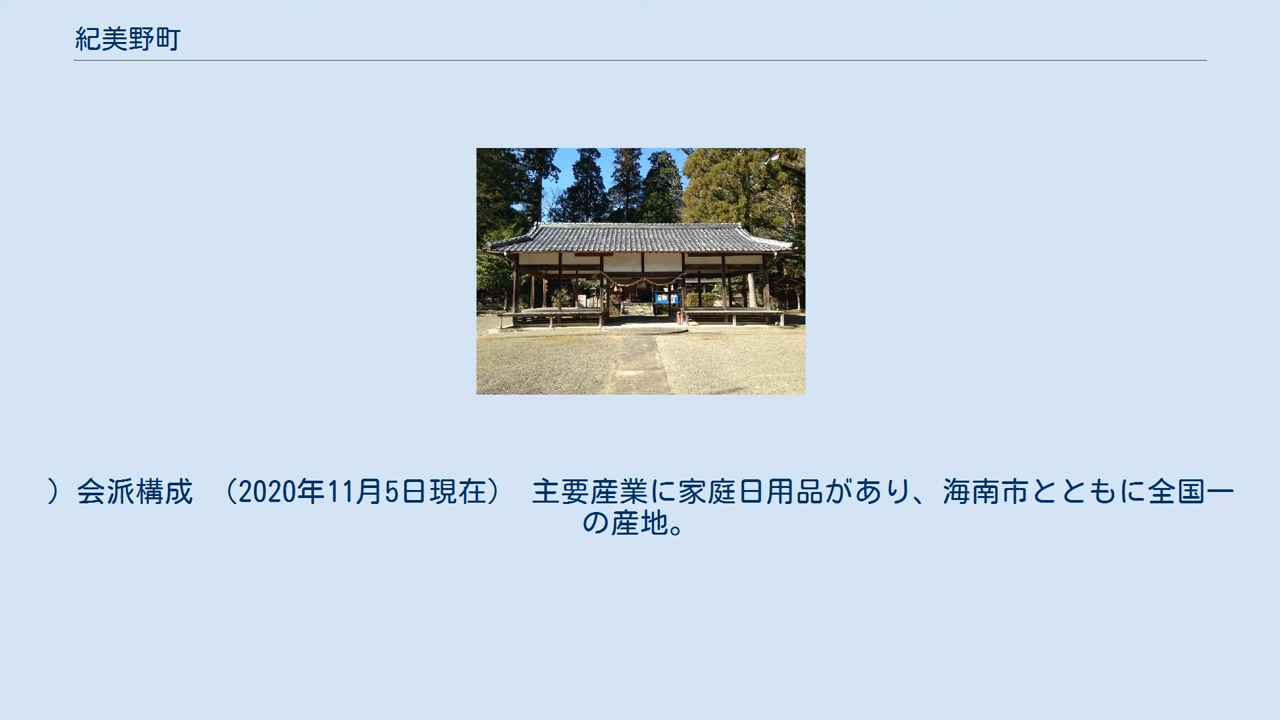 紀美野町
）会派構成 （2020年11月5日現在） 主要産業に家庭日用品があり、海南市とともに全国一
の産地。